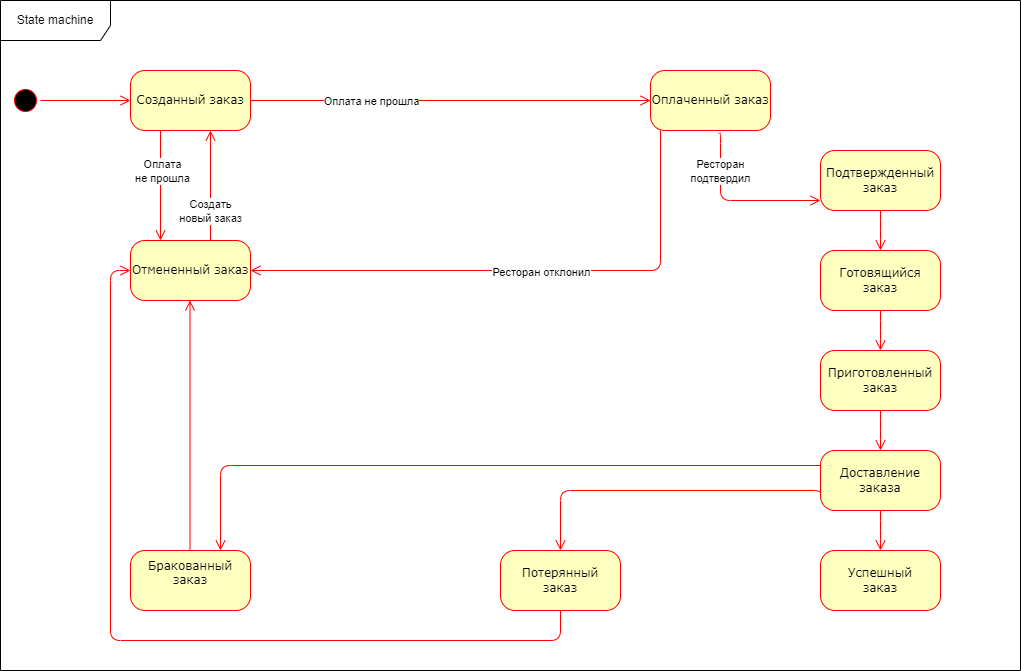 State machine
Созданный заказ
Оплата не прошла
Оплаченный заказ
Оплата
не прошла
Ресторан
подтвердил
Подтвержденный
заказ
Создать
новый заказ
Отмененный заказ
Ресторан отклонил
Готовящийся
заказ
Приготовленный
заказ
Доставление
заказа
Бракованный
заказ
Потерянный
заказ
Успешный
заказ